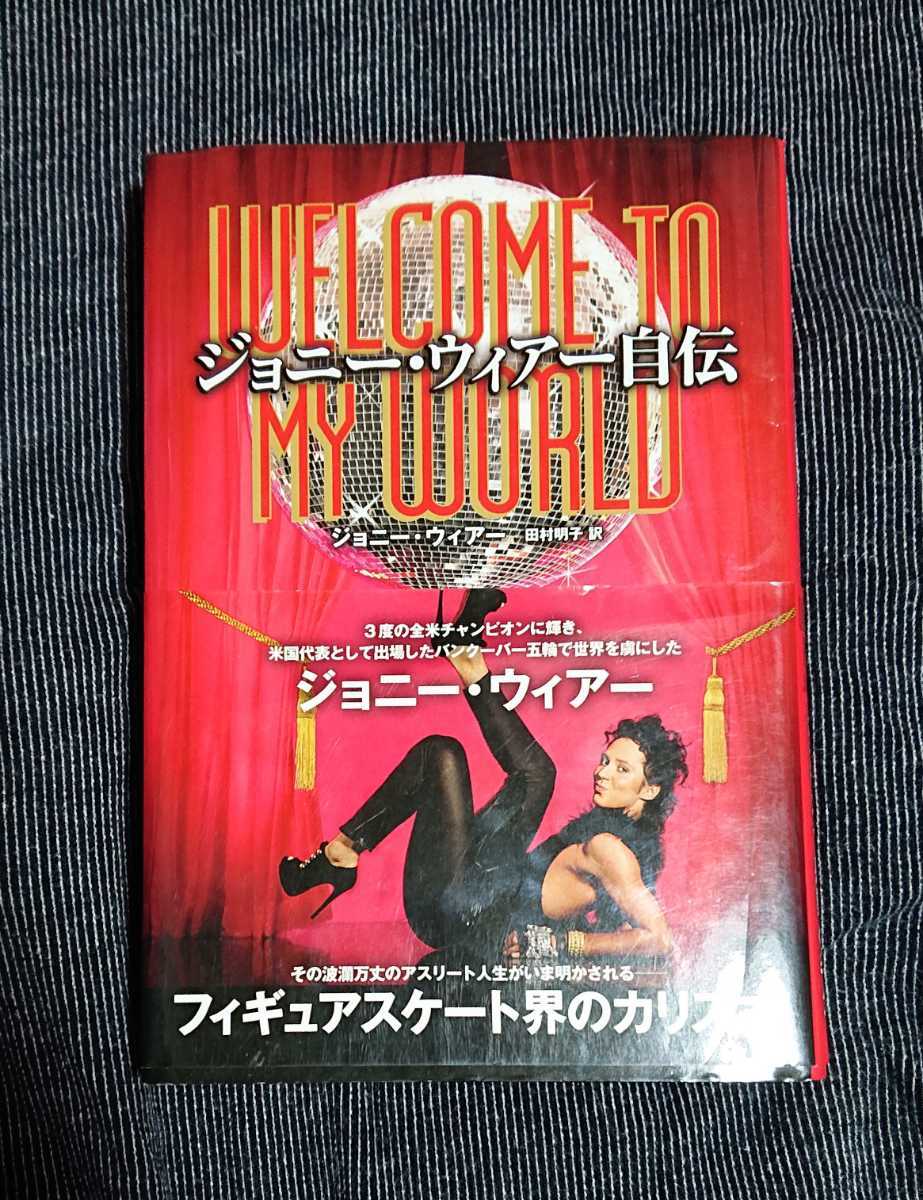 WELCOME TO
ジョニー・ウィアー自伝
MY WORLD
ジョニー・ウィアー 田村明子 訳
3度の全米チャンピオンに輝き、
米国代表として出場したバンクーバー五輪で世界を虜にした
ジョニー・ウィアー
その波瀾万丈のアスリート人生がいま明かされる――
フィギュアスケート界のカリスマ